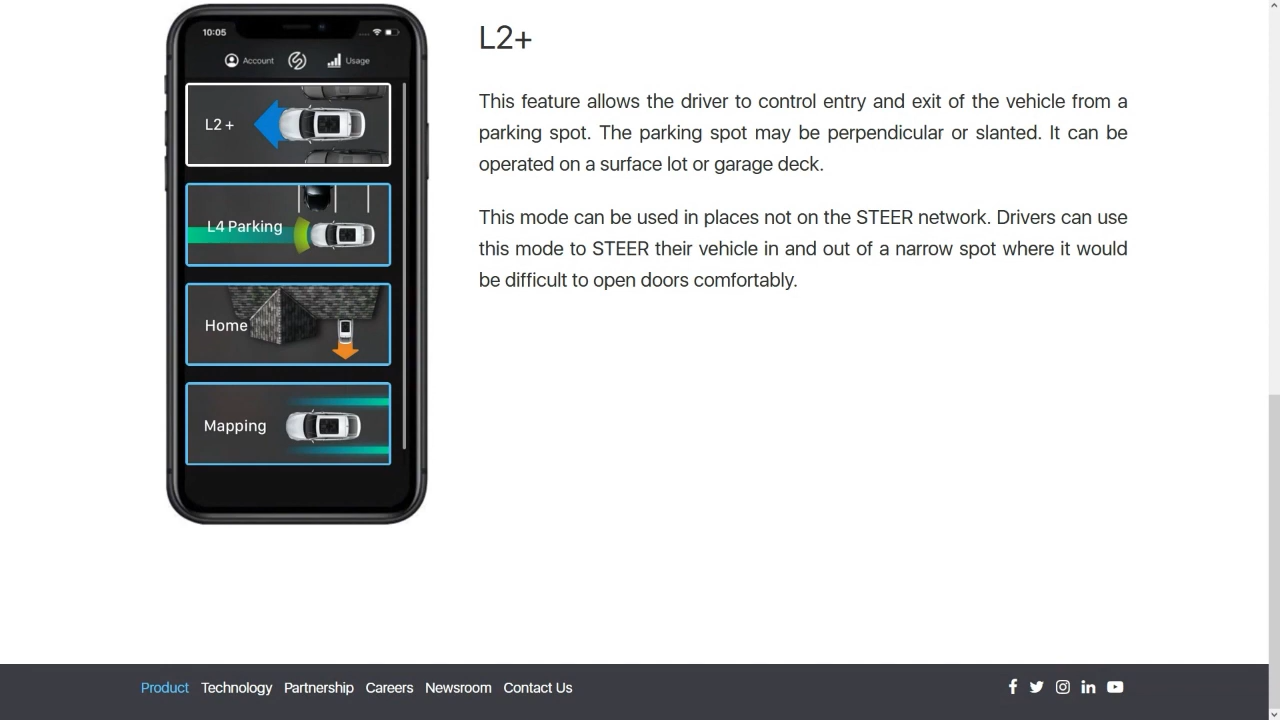 10:05
Account
Usage
L2 +
L4 Parking
Home
Mapping
L2+
This feature allows the driver to control entry and exit of the vehicle from a
parking spot. The parking spot may be perpendicular or slanted. It can be
operated on a surface lot or garage deck.
This mode can be used in places not on the STEER network. Drivers can use
this mode to STEER their vehicle in and out of a narrow spot where it would
be difficult to open doors comfortably.
Product Technology Partnership Careers Newsroom Contact Us